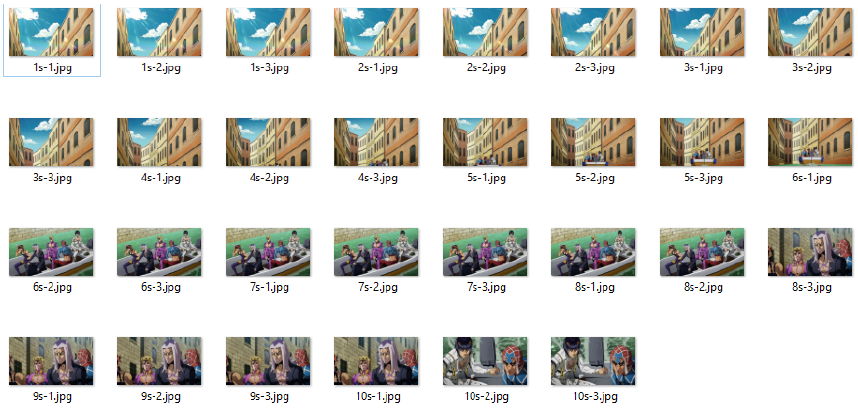 1s-1.jpg 1s-2.jpg 1s-3.jpg 2s-1.jpg 2s-2.jpg 2s-3.jpg 3s-1.jpg 3s-2.jpg
3s-3.jpg 4s-1.jpg 4s-2.jpg 4s-3.jpg 5s-1.jpg 5s-2.jpg 5s-3.jpg 6s-1.jpg
6s-2.jpg 6s-3.jpg 7s-1.jpg 7s-2.jpg 7s-3.jpg 8s-1.jpg 8s-2.jpg 8s-3.jpg
9s-1.jpg 9s-2.jpg 9s-3.jpg 10s-1.jpg 10s-2.jpg 10s-3.jpg